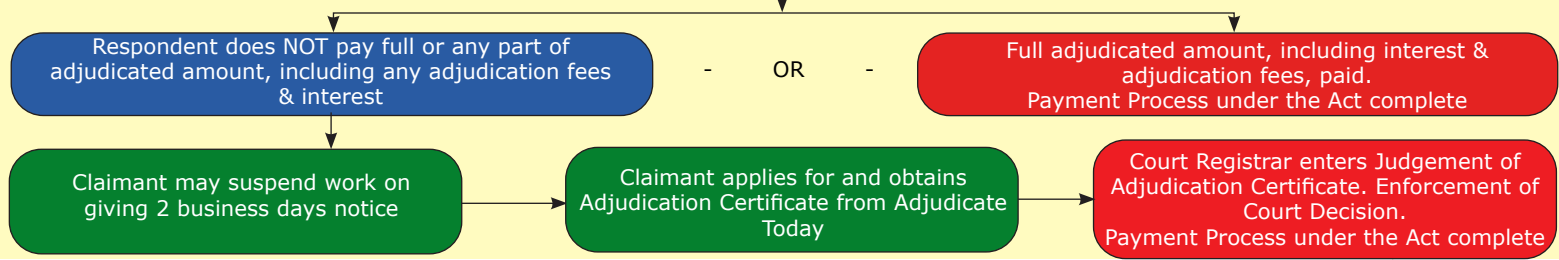 Respondent does NOT pay full or any part of
adjudicated amount, including any adjudication fees
& interest
- OR -
Full adjudicated amount, including interest &
adjudication fees, paid.
Payment Process under the Act complete
Claimant may suspend work on
giving 2 business days notice
Claimant applies for and obtains
Adjudication Certificate from Adjudicate
Today
Court Registrar enters Judgement of
Adjudication Certificate. Enforcement of
Court Decision.
Payment Process under the Act complete